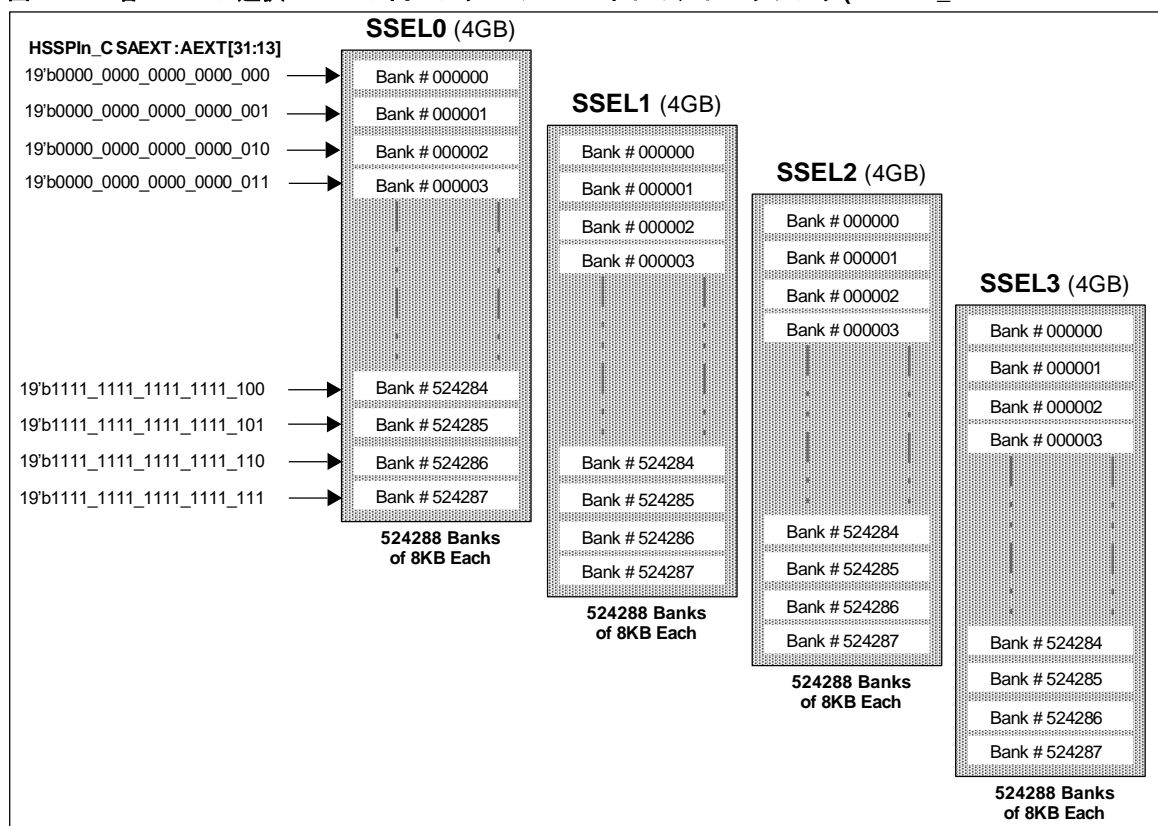 HSSPIn_CSAEXT:AEXT[31:13]
19'b0000_0000_0000_0000_000
19'b0000_0000_0000_0000_001
19'b0000_0000_0000_0000_010
19'b0000_0000_0000_0000_011
19'b1111_1111_1111_1111_100
19'b1111_1111_1111_1111_101
19'b1111_1111_1111_1111_110
19'b1111_1111_1111_1111_111
SSEL0 (4GB)
Bank # 000000
Bank # 000001
Bank # 000002
Bank # 000003
Bank # 524284
Bank # 524285
Bank # 524286
Bank # 524287
524288 Banks
of 8KB Each
SSEL1 (4GB)
Bank # 000000
Bank # 000001
Bank # 000002
Bank # 000003
Bank # 524284
Bank # 524285
Bank # 524286
Bank # 524287
524288 Banks
of 8KB Each
SSEL2 (4GB)
Bank # 000000
Bank # 000001
Bank # 000002
Bank # 000003
Bank # 524284
Bank # 524285
Bank # 524286
Bank # 524287
524288 Banks
of 8KB Each
SSEL3 (4GB)
Bank # 000000
Bank # 000001
Bank # 000002
Bank # 000003
Bank # 524284
Bank # 524285
Bank # 524286
Bank # 524287
524288 Banks
of 8KB Each